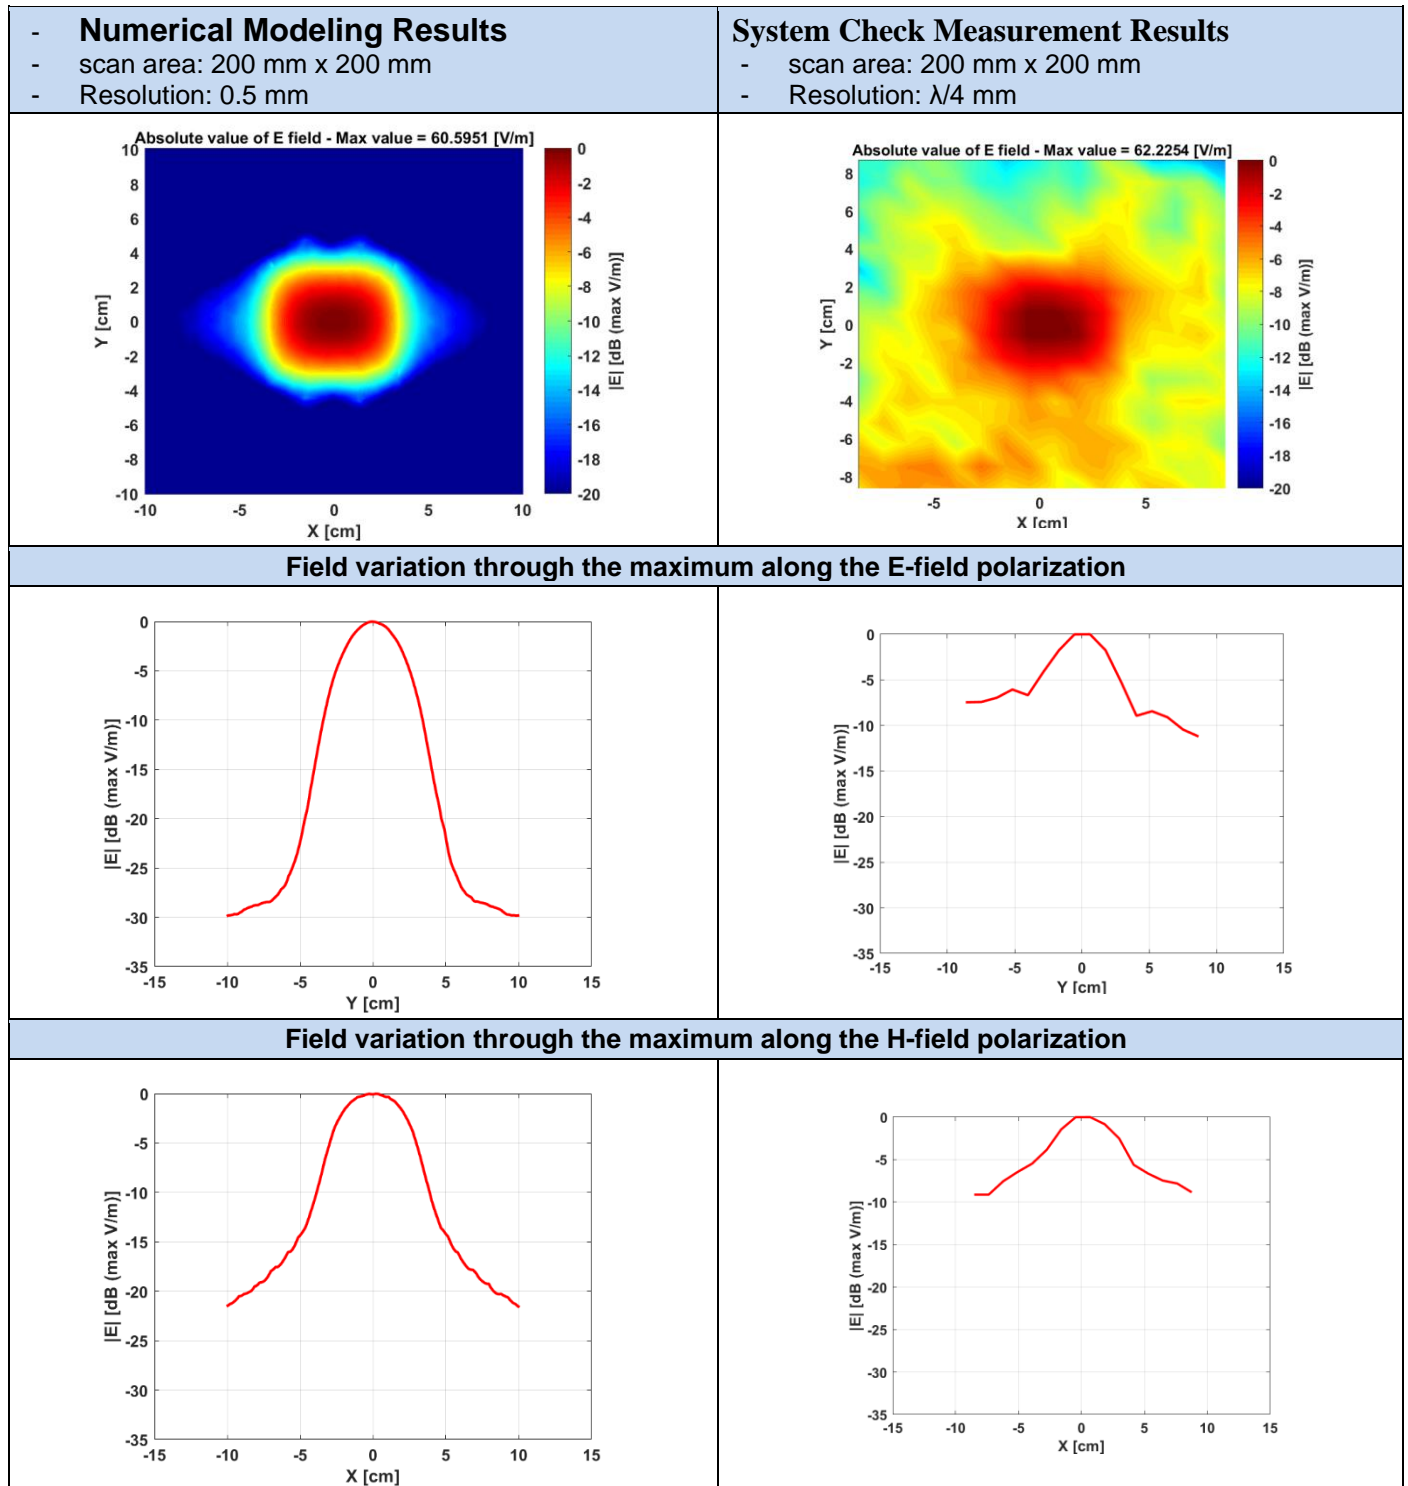 - Numerical Modeling Results
- scan area: 200 mm x 200 mm
- Resolution: 0.5 mm
System Check Measurement Results
- scan area: 200 mm x 200 mm
- Resolution: λ/4 mm
Absolute value of E field - Max value = 60.5951 [V/m]
10
8
6
4
2
0
-2
-4
-6
-8
-10
Y [cm]
-10 -5 0 5 10
X [cm]
0
-2
-4
-6
-8
-10
-12
-14
-16
-18
-20
|E| [dB (max V/m)]
Absolute value of E field - Max value = 62.2254 [V/m]
8
6
4
2
0
-2
-4
-6
-8
Y [cm]
-5 0 5
X [cm]
0
-2
-4
-6
-8
-10
-12
-14
-16
-18
-20
|E| [dB (max V/m)]
Field variation through the maximum along the E-field polarization
0
-5
-10
-15
-20
-25
-30
-35
|E| [dB (max V/m)]
-15 -10 -5 0 5 10 15
Y [cm]
0
-5
-10
-15
-20
-25
-30
-35
|E| [dB (max V/m)]
-15 -10 -5 0 5 10 15
Y [cm]
Field variation through the maximum along the H-field polarization
0
-5
-10
-15
-20
-25
-30
-35
|E| [dB (max V/m)]
-15 -10 -5 0 5 10 15
X [cm]
0
-5
-10
-15
-20
-25
-30
-35
|E| [dB (max V/m)]
-15 -10 -5 0 5 10 15
X [cm]